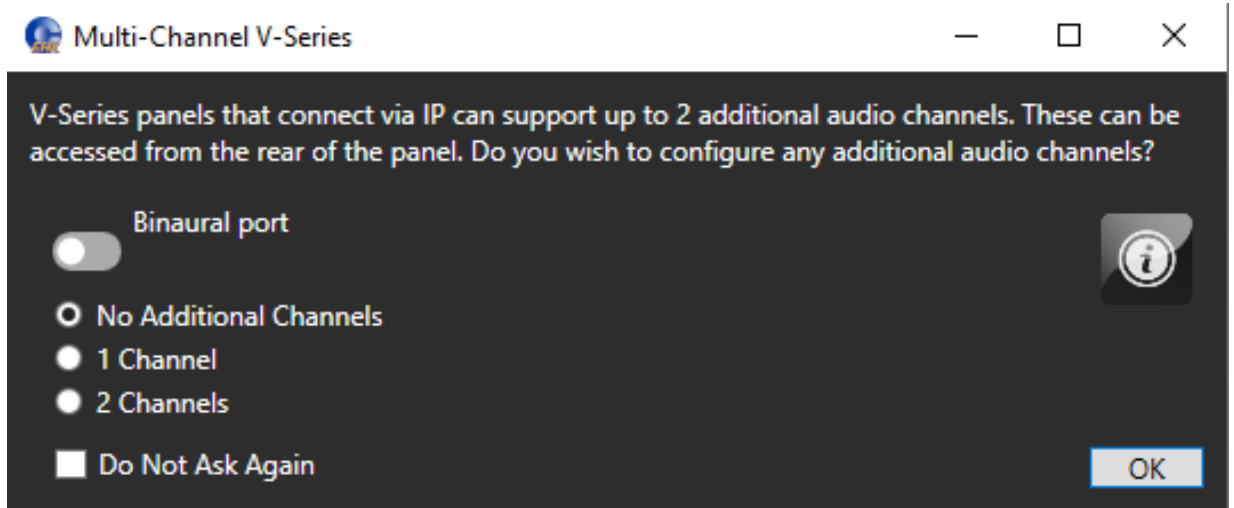 Multi-Channel V-Series
V-Series panels that connect via IP can support up to 2 additional audio channels. These can be
accessed from the rear of the panel. Do you wish to configure any additional audio channels?
Binaural port
No Additional Channels
1 Channel
2 Channels
Do Not Ask Again
OK